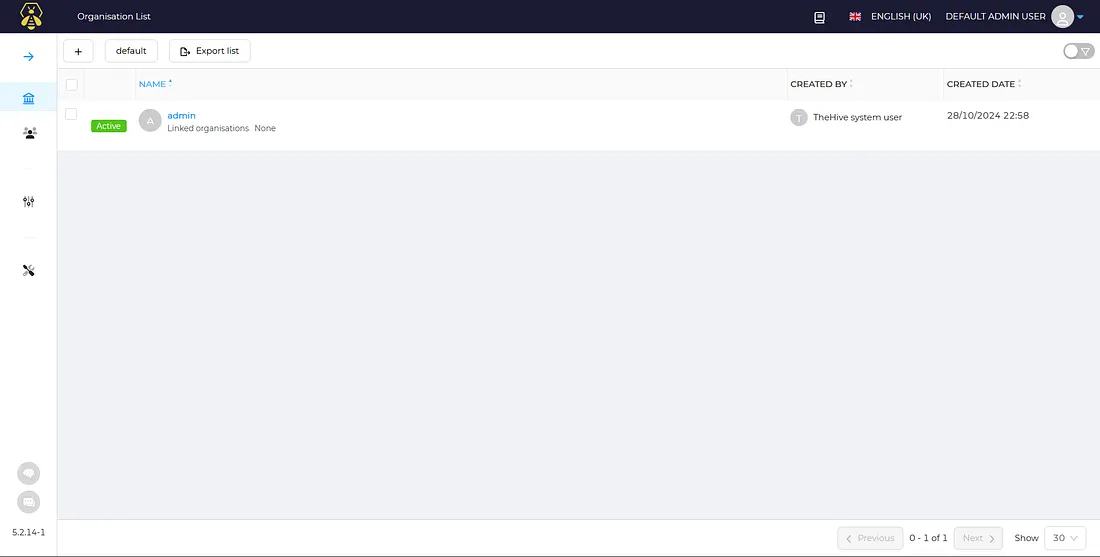 Organisation List
ENGLISH (UK)
DEFAULT ADMIN USER
+
default
Export list
NAME
CREATED BY
CREATED DATE
Active
A
admin
Linked organisations None
T
TheHive system user
28/10/2024 22:58
5.2.14-1
Previous
0 - 1 of 1
Next
Show
30